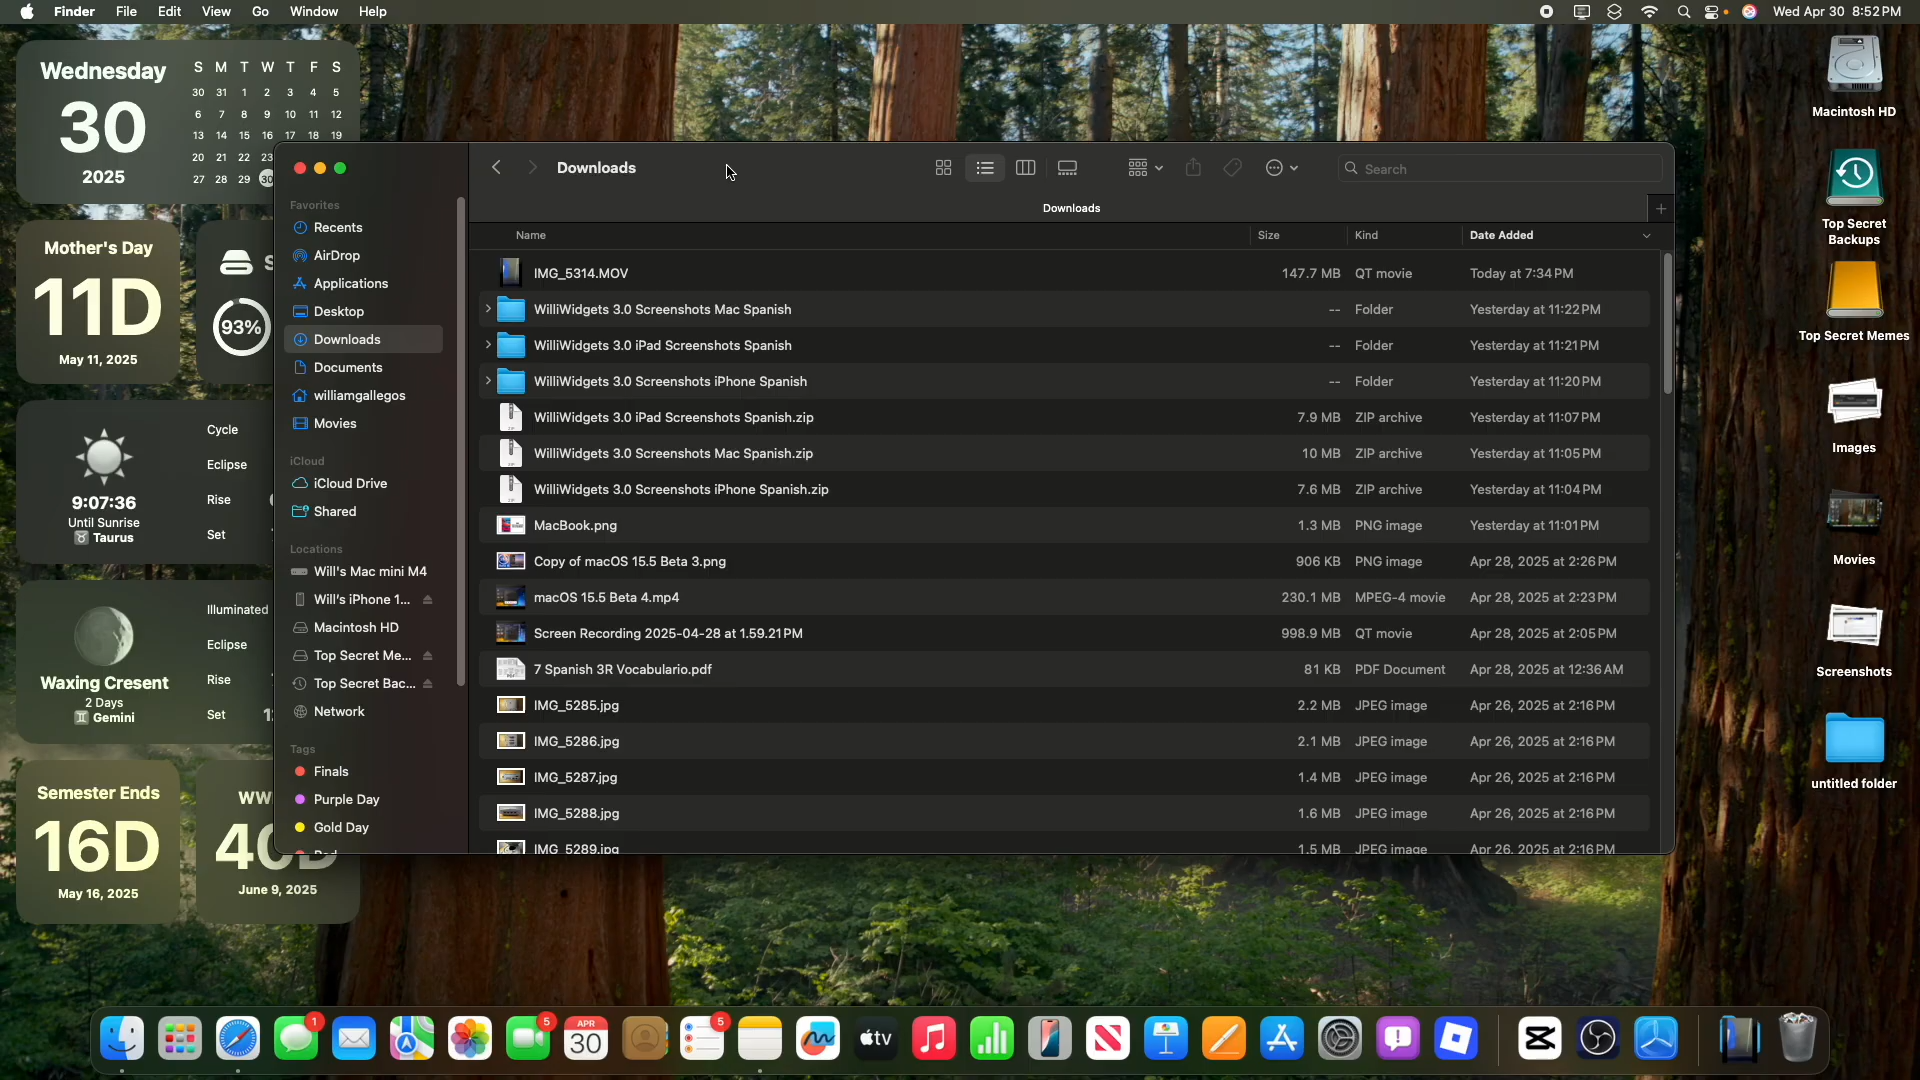 Finder File Edit View Go Window Help
Wed Apr 30 8:52 PM
Wednesday
30
2025
S M T W T F S
30 31 1 2 3 4 5
6 7 8 9 10 11 12
13 14 15 16 17 18 19
20 21 22 23
27 28 29 30
Mother's Day
11D
May 11, 2025
S
93%
9:07:36
Until Sunrise
Taurus
Cycle
Eclipse
Rise
Set
Waxing Cresent
2 Days
Gemini
Illuminated
Eclipse
Rise
Set
Semester Ends
16D
May 16, 2025
WW
40D
June 9, 2025
Favorites
Recents
AirDrop
Applications
Desktop
Downloads
Documents
williamgallegos
Movies
iCloud
iCloud Drive
Shared
Locations
Will's Mac mini M4
Will's iPhone 1...
Macintosh HD
Top Secret Me...
Top Secret Bac...
Network
Tags
Finals
Purple Day
Gold Day
Downloads
Search
Downloads
Name Size Kind Date Added
IMG_5314.MOV 147.7 MB QT movie Today at 7:34 PM
WilliWidgets 3.0 Screenshots Mac Spanish -- Folder Yesterday at 11:22 PM
WilliWidgets 3.0 iPad Screenshots Spanish -- Folder Yesterday at 11:21 PM
WilliWidgets 3.0 Screenshots iPhone Spanish -- Folder Yesterday at 11:20 PM
WilliWidgets 3.0 iPad Screenshots Spanish.zip 7.9 MB ZIP archive Yesterday at 11:07 PM
WilliWidgets 3.0 Screenshots Mac Spanish.zip 10 MB ZIP archive Yesterday at 11:05 PM
WilliWidgets 3.0 Screenshots iPhone Spanish.zip 7.6 MB ZIP archive Yesterday at 11:04 PM
MacBook.png 1.3 MB PNG image Yesterday at 11:01 PM
Copy of macOS 15.5 Beta 3.png 906 KB PNG image Apr 28, 2025 at 2:26 PM
macOS 15.5 Beta 4.mp4 230.1 MB MPEG-4 movie Apr 28, 2025 at 2:23 PM
Screen Recording 2025-04-28 at 1.59.21 PM 998.9 MB QT movie Apr 28, 2025 at 2:05 PM
7 Spanish 3R Vocabulario.pdf 81 KB PDF Document Apr 28, 2025 at 12:36 AM
IMG_5285.jpg 2.2 MB JPEG image Apr 26, 2025 at 2:16 PM
IMG_5286.jpg 2.1 MB JPEG image Apr 26, 2025 at 2:16 PM
IMG_5287.jpg 1.4 MB JPEG image Apr 26, 2025 at 2:16 PM
IMG_5288.jpg 1.6 MB JPEG image Apr 26, 2025 at 2:16 PM
IMG_5289.jpg 1.5 MB JPEG image Apr 26, 2025 at 2:16 PM
Macintosh HD
Top Secret
Backups
Top Secret Memes
Images
Movies
Screenshots
untitled folder
1
5
APR
30
5
tv